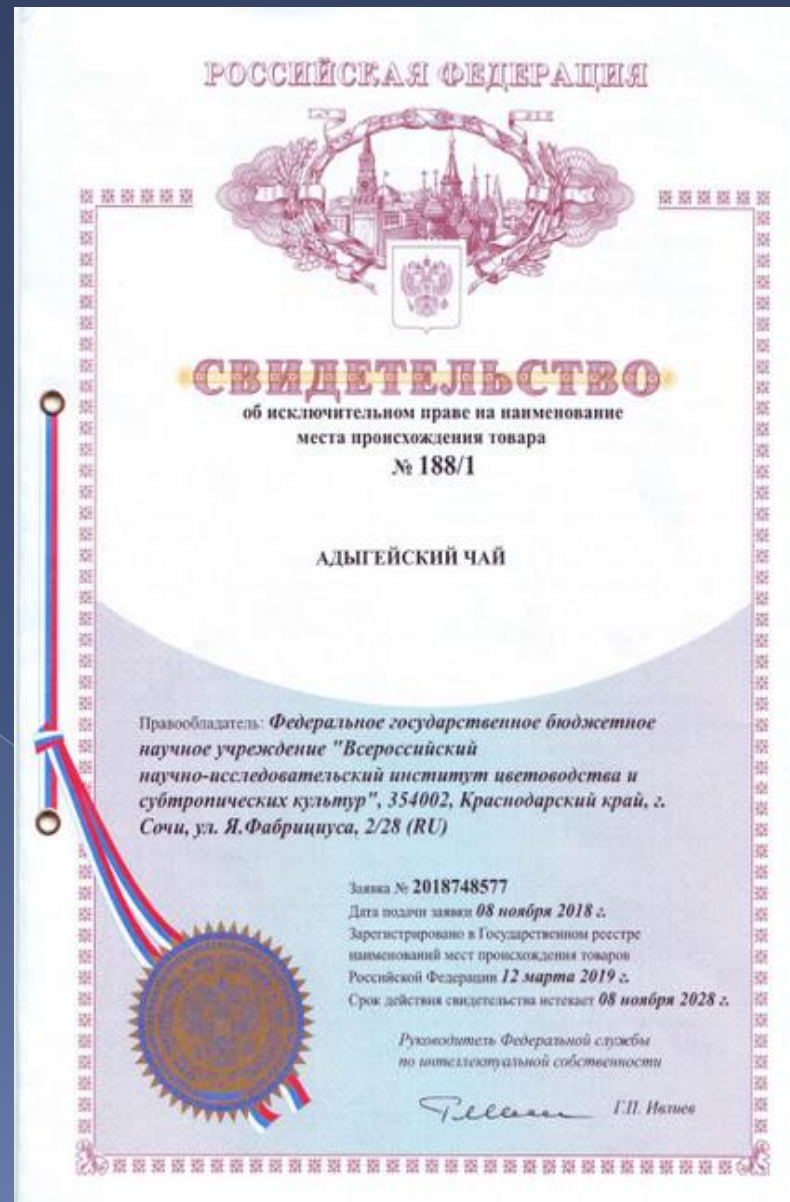 РОССИЙСКАЯ ФЕДЕРАЦИЯ
СВИДЕТЕЛЬСТВО
об исключительном праве на наименование
места происхождения товара
№ 188/1
АДЫГЕЙСКИЙ ЧАЙ
Правообладатель: Федеральное государственное бюджетное
научное учреждение "Всероссийский
научно-исследовательский институт цветоводства и
субтропических культур", 354002, Краснодарский край, г.
Сочи, ул. Я.Фабрициуса, 2/28 (RU)
Заявка № 2018748577
Дата подачи заявки 08 ноября 2018 г.
Зарегистрировано в Государственном реестре
наименований мест происхождения товаров
Российской Федерации 12 марта 2019 г.
Срок действия свидетельства истекает 08 ноября 2028 г.
Руководитель Федеральной службы
по интеллектуальной собственности
Г.П. Ивлиев